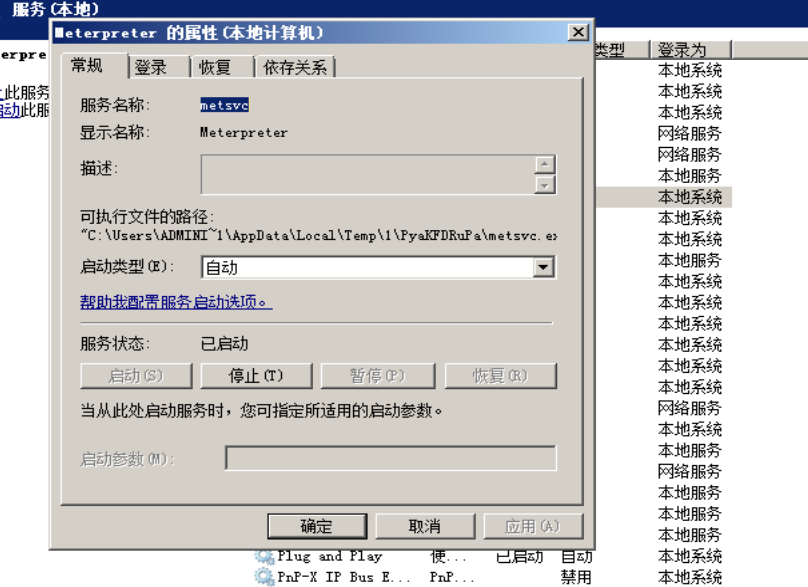 服务(本地)
Meterpreter 的属性(本地计算机)
erpre
止此服务
启动此服
类型 登录为
常规 登录 恢复 依存关系
服务名称: metsvc
显示名称: Meterpreter
描述:
可执行文件的路径:
"C:\Users\ADMINI~1\AppData\Local\Temp\1\PyaKFDRuPa\metsvc.ex
启动类型(E): 自动
帮助我配置服务启动选项。
服务状态: 已启动
启动(S) 停止(T) 暂停(P) 恢复(R)
当从此处启动服务时，您可指定所适用的启动参数。
启动参数(M):
确定 取消 应用(A)
本地系统
本地系统
本地系统
网络服务
网络服务
本地服务
本地系统
本地系统
本地系统
本地服务
本地系统
本地系统
本地系统
本地系统
本地系统
本地系统
网络服务
本地系统
本地服务
网络服务
本地服务
本地服务
本地服务
Plug and Play 使... 已启动 自动 本地系统
PnP-X IP Bus E... PnP... 禁用 本地系统